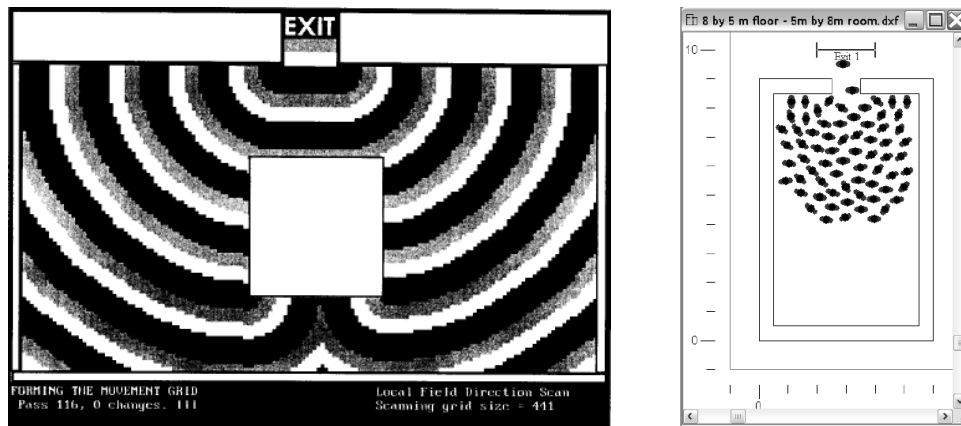 EXIT
FORMING THE MOVEMENT GRID
Pass 116, 0 changes. III
Local Field Direction Scan
Scanning grid size = 441
8 by 5 m floor - 5m by 8m room.dxf
10
Exit 1
0
0